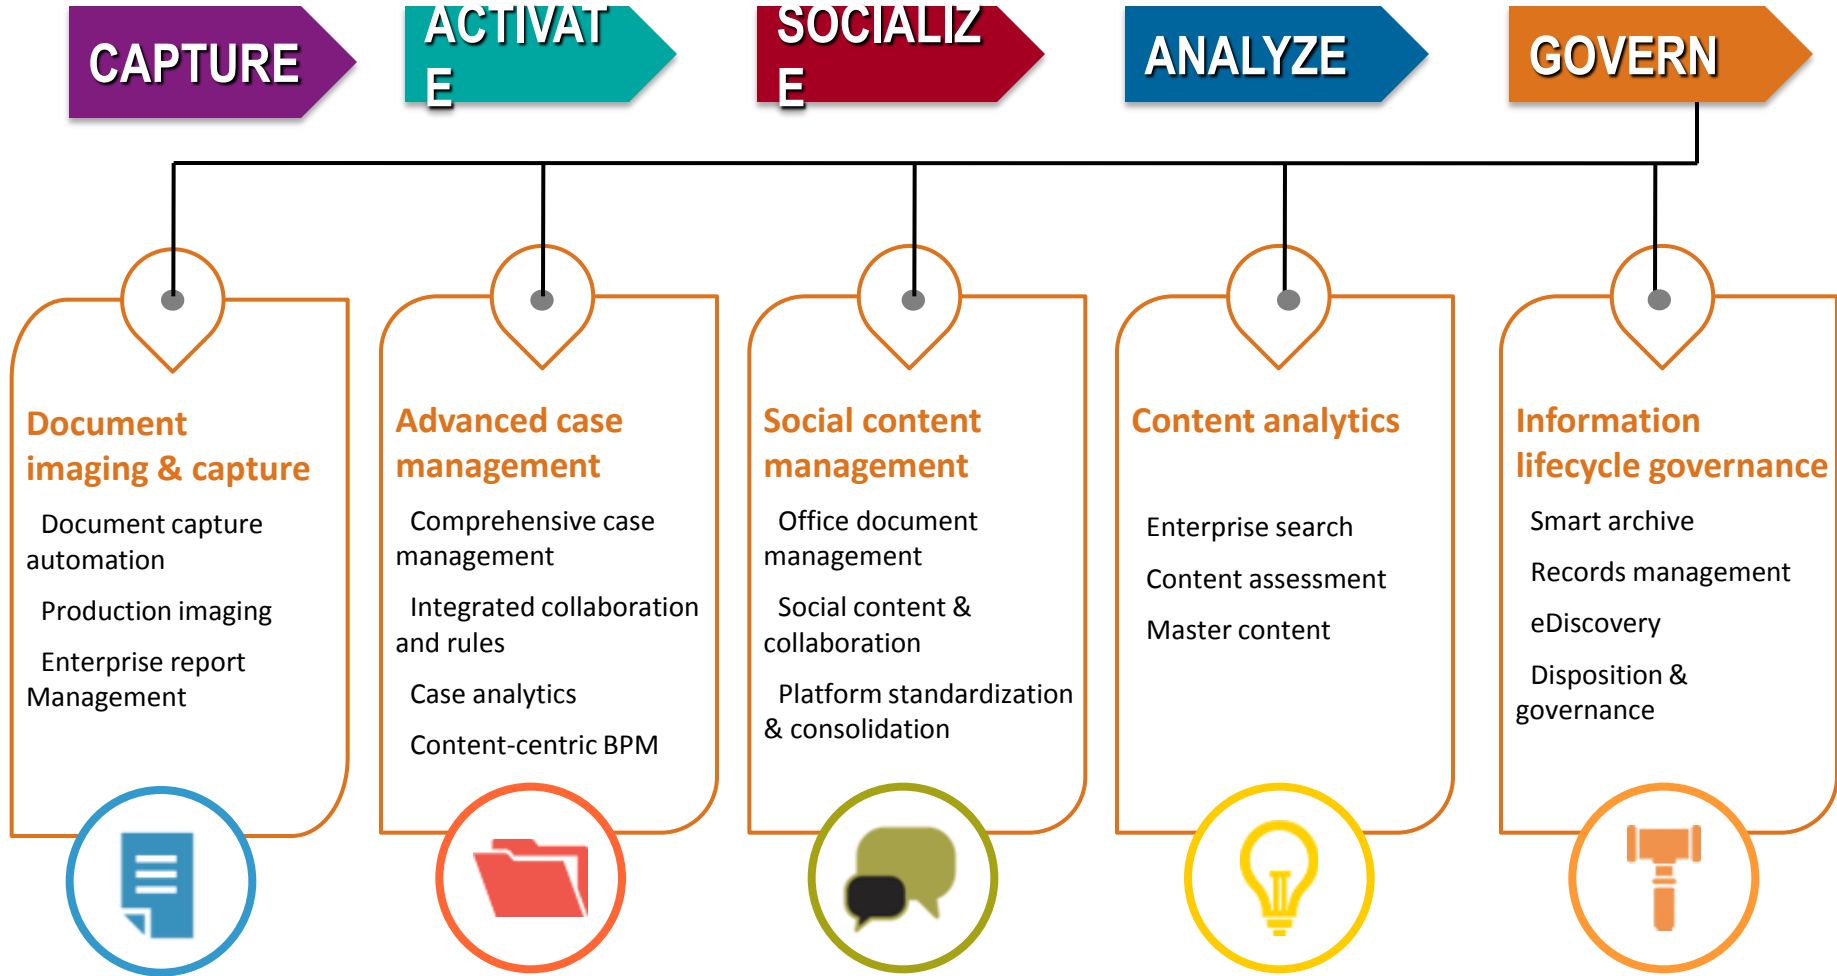 CAPTURE
ACTIVAT
E
SOCIALIZ
E
ANALYZE
GOVERN
Document
imaging & capture
Document capture
automation
Production imaging
Enterprise report
Management
Advanced case
management
Comprehensive case
management
Integrated collaboration
and rules
Case analytics
Content-centric BPM
Social content
management
Office document
management
Social content &
collaboration
Platform standardization
& consolidation
Content analytics
Enterprise search
Content assessment
Master content
Information
lifecycle governance
Smart archive
Records management
eDiscovery
Disposition &
governance